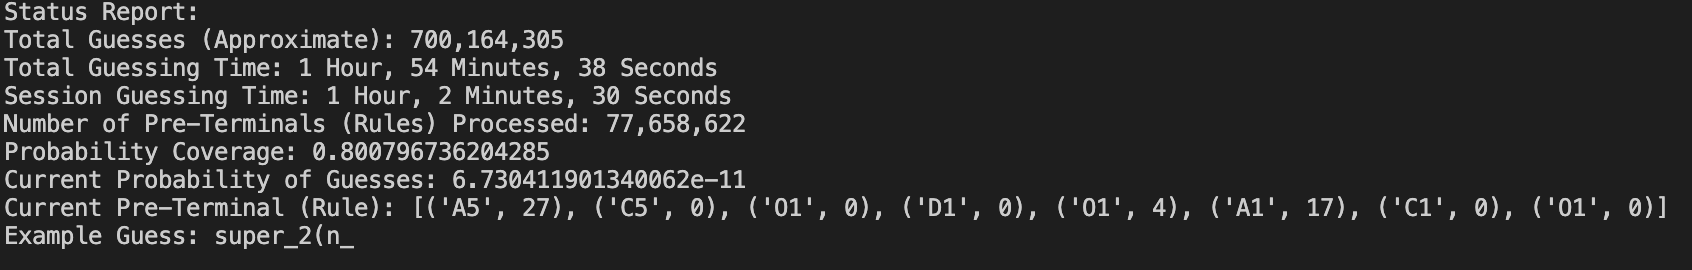 Status Report:
Total Guesses (Approximate): 700,164,305
Total Guessing Time: 1 Hour, 54 Minutes, 38 Seconds
Session Guessing Time: 1 Hour, 2 Minutes, 30 Seconds
Number of Pre-Terminals (Rules) Processed: 77,658,622
Probability Coverage: 0.800796736204285
Current Probability of Guesses: 6.730411901340062e-11
Current Pre-Terminal (Rule): [('A5', 27), ('C5', 0), ('O1', 0), ('D1', 0), ('O1', 4), ('A1', 17), ('C1', 0), ('O1', 0)]
Example Guess: super_2(n_